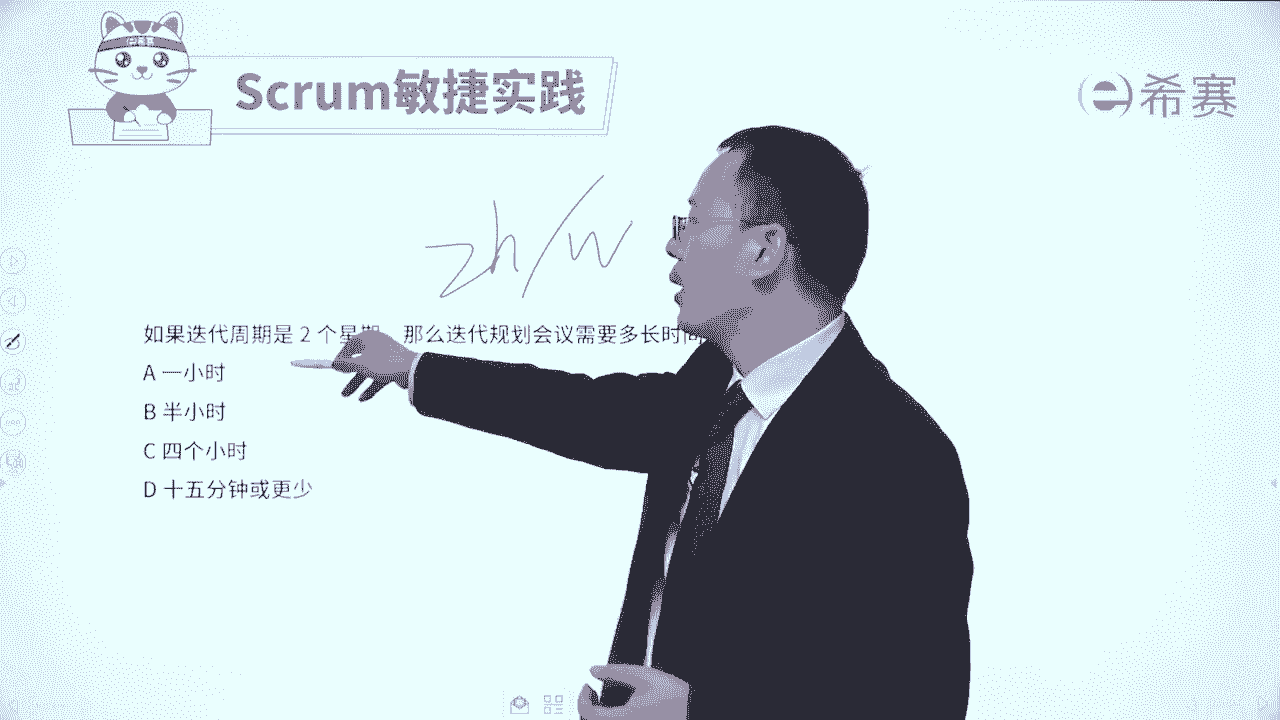 Scrum敏捷实践
希赛
2h/w
如果迭代周期是 2 个星期 那么迭代规划会议需要多长时间
A 一小时
B 半小时
C 四个小时
D 十五分钟或更少